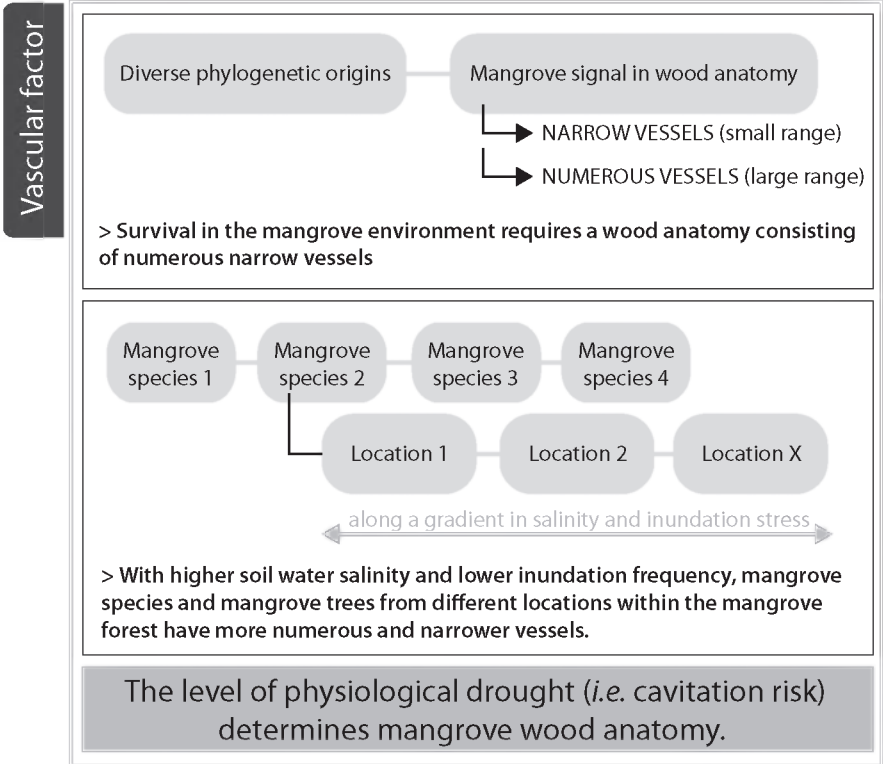 Vascular factor
Diverse phylogenetic origins
Mangrove signal in wood anatomy
NARROW VESSELS (small range)
NUMEROUS VESSELS (large range)
> Survival in the mangrove environment requires a wood anatomy consisting
of numerous narrow vessels
Mangrove
species 1
Mangrove
species 2
Mangrove
species 3
Mangrove
species 4
Location 1
Location 2
Location X
along a gradient in salinity and inundation stress
> With higher soil water salinity and lower inundation frequency, mangrove
species and mangrove trees from different locations within the mangrove
forest have more numerous and narrower vessels.
The level of physiological drought (i.e. cavitation risk)
determines mangrove wood anatomy.